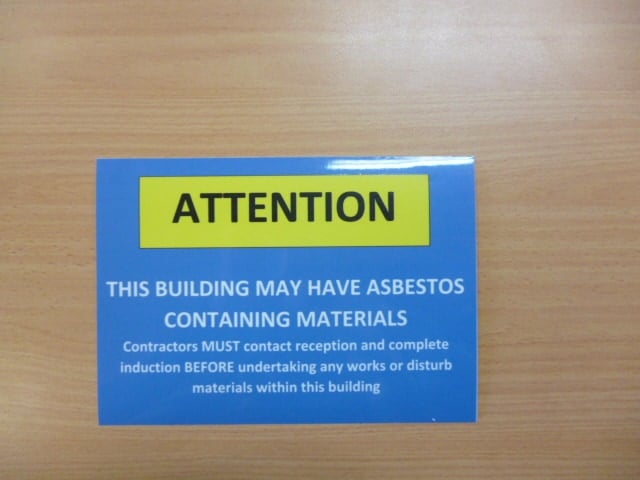 ATTENTION
THIS BUILDING MAY HAVE ASBESTOS
CONTAINING MATERIALS
Contractors MUST contact reception and complete
induction BEFORE undertaking any works or disturb
materials within this building